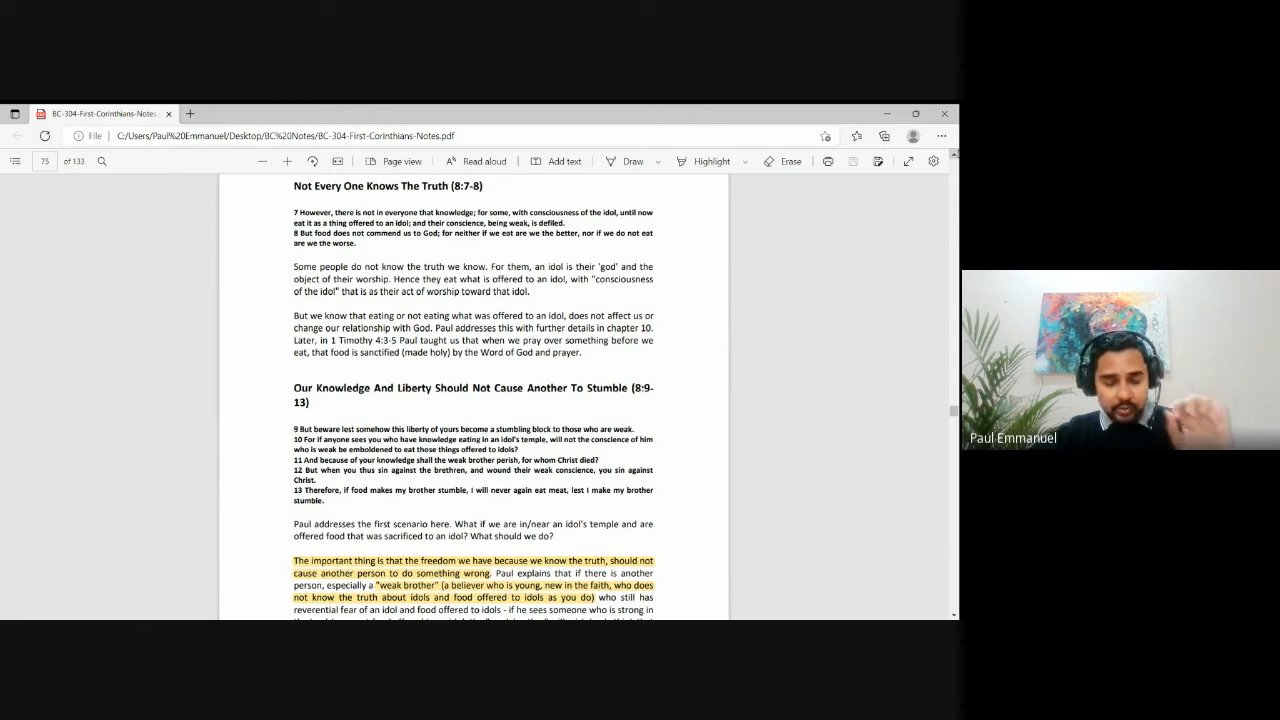 BC-304-First-Corinthians-Notes
File C:/Users/Paul%20Emmanuel/Desktop/BC%20Notes/BC-304-First-Corinthians-Notes.pdf
75 of 133 Page view Read aloud Add text Draw Highlight Erase
Not Every One Knows The Truth (8:7-8)
7 However, there is not in everyone that knowledge; for some, with consciousness of the idol, until now
eat it as a thing offered to an idol; and their conscience, being weak, is defiled.
8 But food does not commend us to God; for neither if we eat are we the better, nor if we do not eat
are we the worse.
Some people do not know the truth we know. For them, an idol is their 'god' and the
object of their worship. Hence they eat what is offered to an idol, with "consciousness
of the idol" that is as their act of worship toward that idol.
But we know that eating or not eating what was offered to an idol, does not affect us or
change our relationship with God. Paul addresses this with further details in chapter 10.
Later, in 1 Timothy 4:3-5 Paul taught us that when we pray over something before we
eat, that food is sanctified (made holy) by the Word of God and prayer.
Our Knowledge And Liberty Should Not Cause Another To Stumble (8:9-
13)
9 But beware lest somehow this liberty of yours become a stumbling block to those who are weak.
10 For if anyone sees you who have knowledge eating in an idol's temple, will not the conscience of him
who is weak be emboldened to eat those things offered to idols?
11 And because of your knowledge shall the weak brother perish, for whom Christ died?
12 But when you thus sin against the brethren, and wound their weak conscience, you sin against
Christ.
13 Therefore, if food makes my brother stumble, I will never again eat meat, lest I make my brother
stumble.
Paul addresses the first scenario here. What if we are in/near an idol's temple and are
offered food that was sacrificed to an idol? What should we do?
The important thing is that the freedom we have because we know the truth, should not
cause another person to do something wrong. Paul explains that if there is another
person, especially a "weak brother" (a believer who is young, new in the faith, who does
not know the truth about idols and food offered to idols as you do) who still has
reverential fear of an idol and food offered to idols - if he sees someone who is strong in
Paul Emmanuel